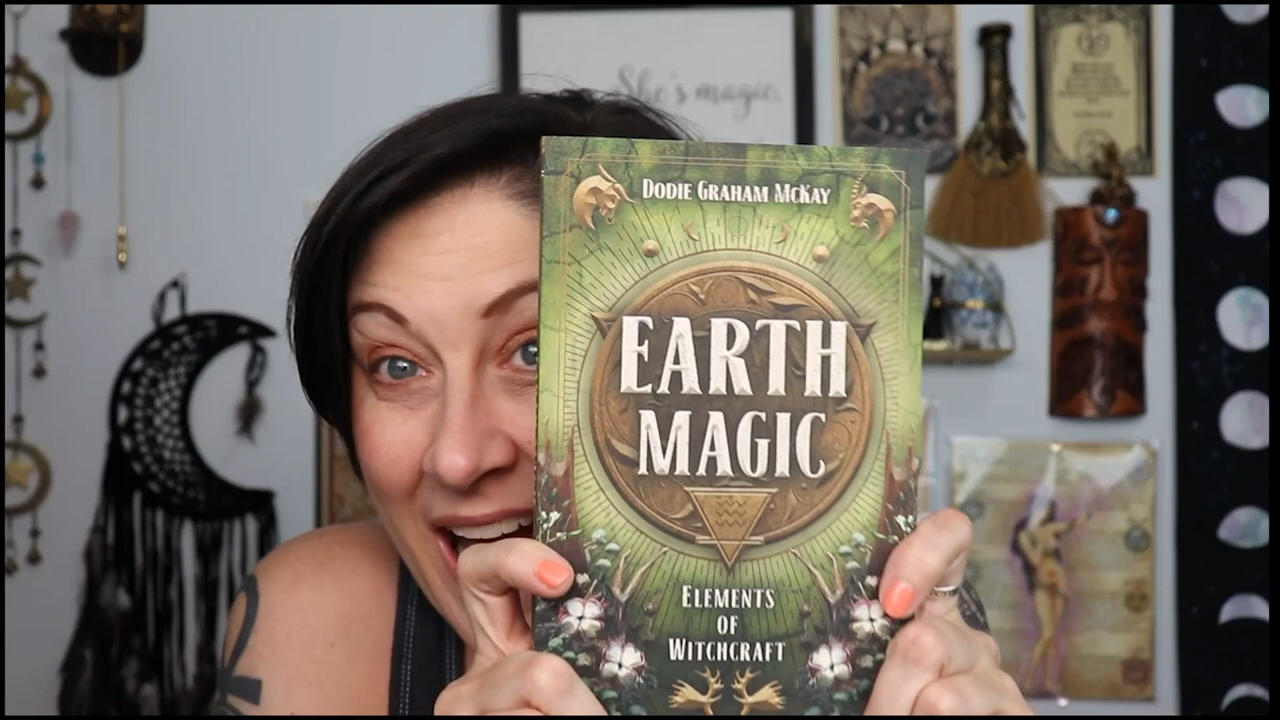 She's magic.
DODIE GRAHAM MCKAY
EARTH
MAGIC
ELEMENTS
OF
WITCHCRAFT